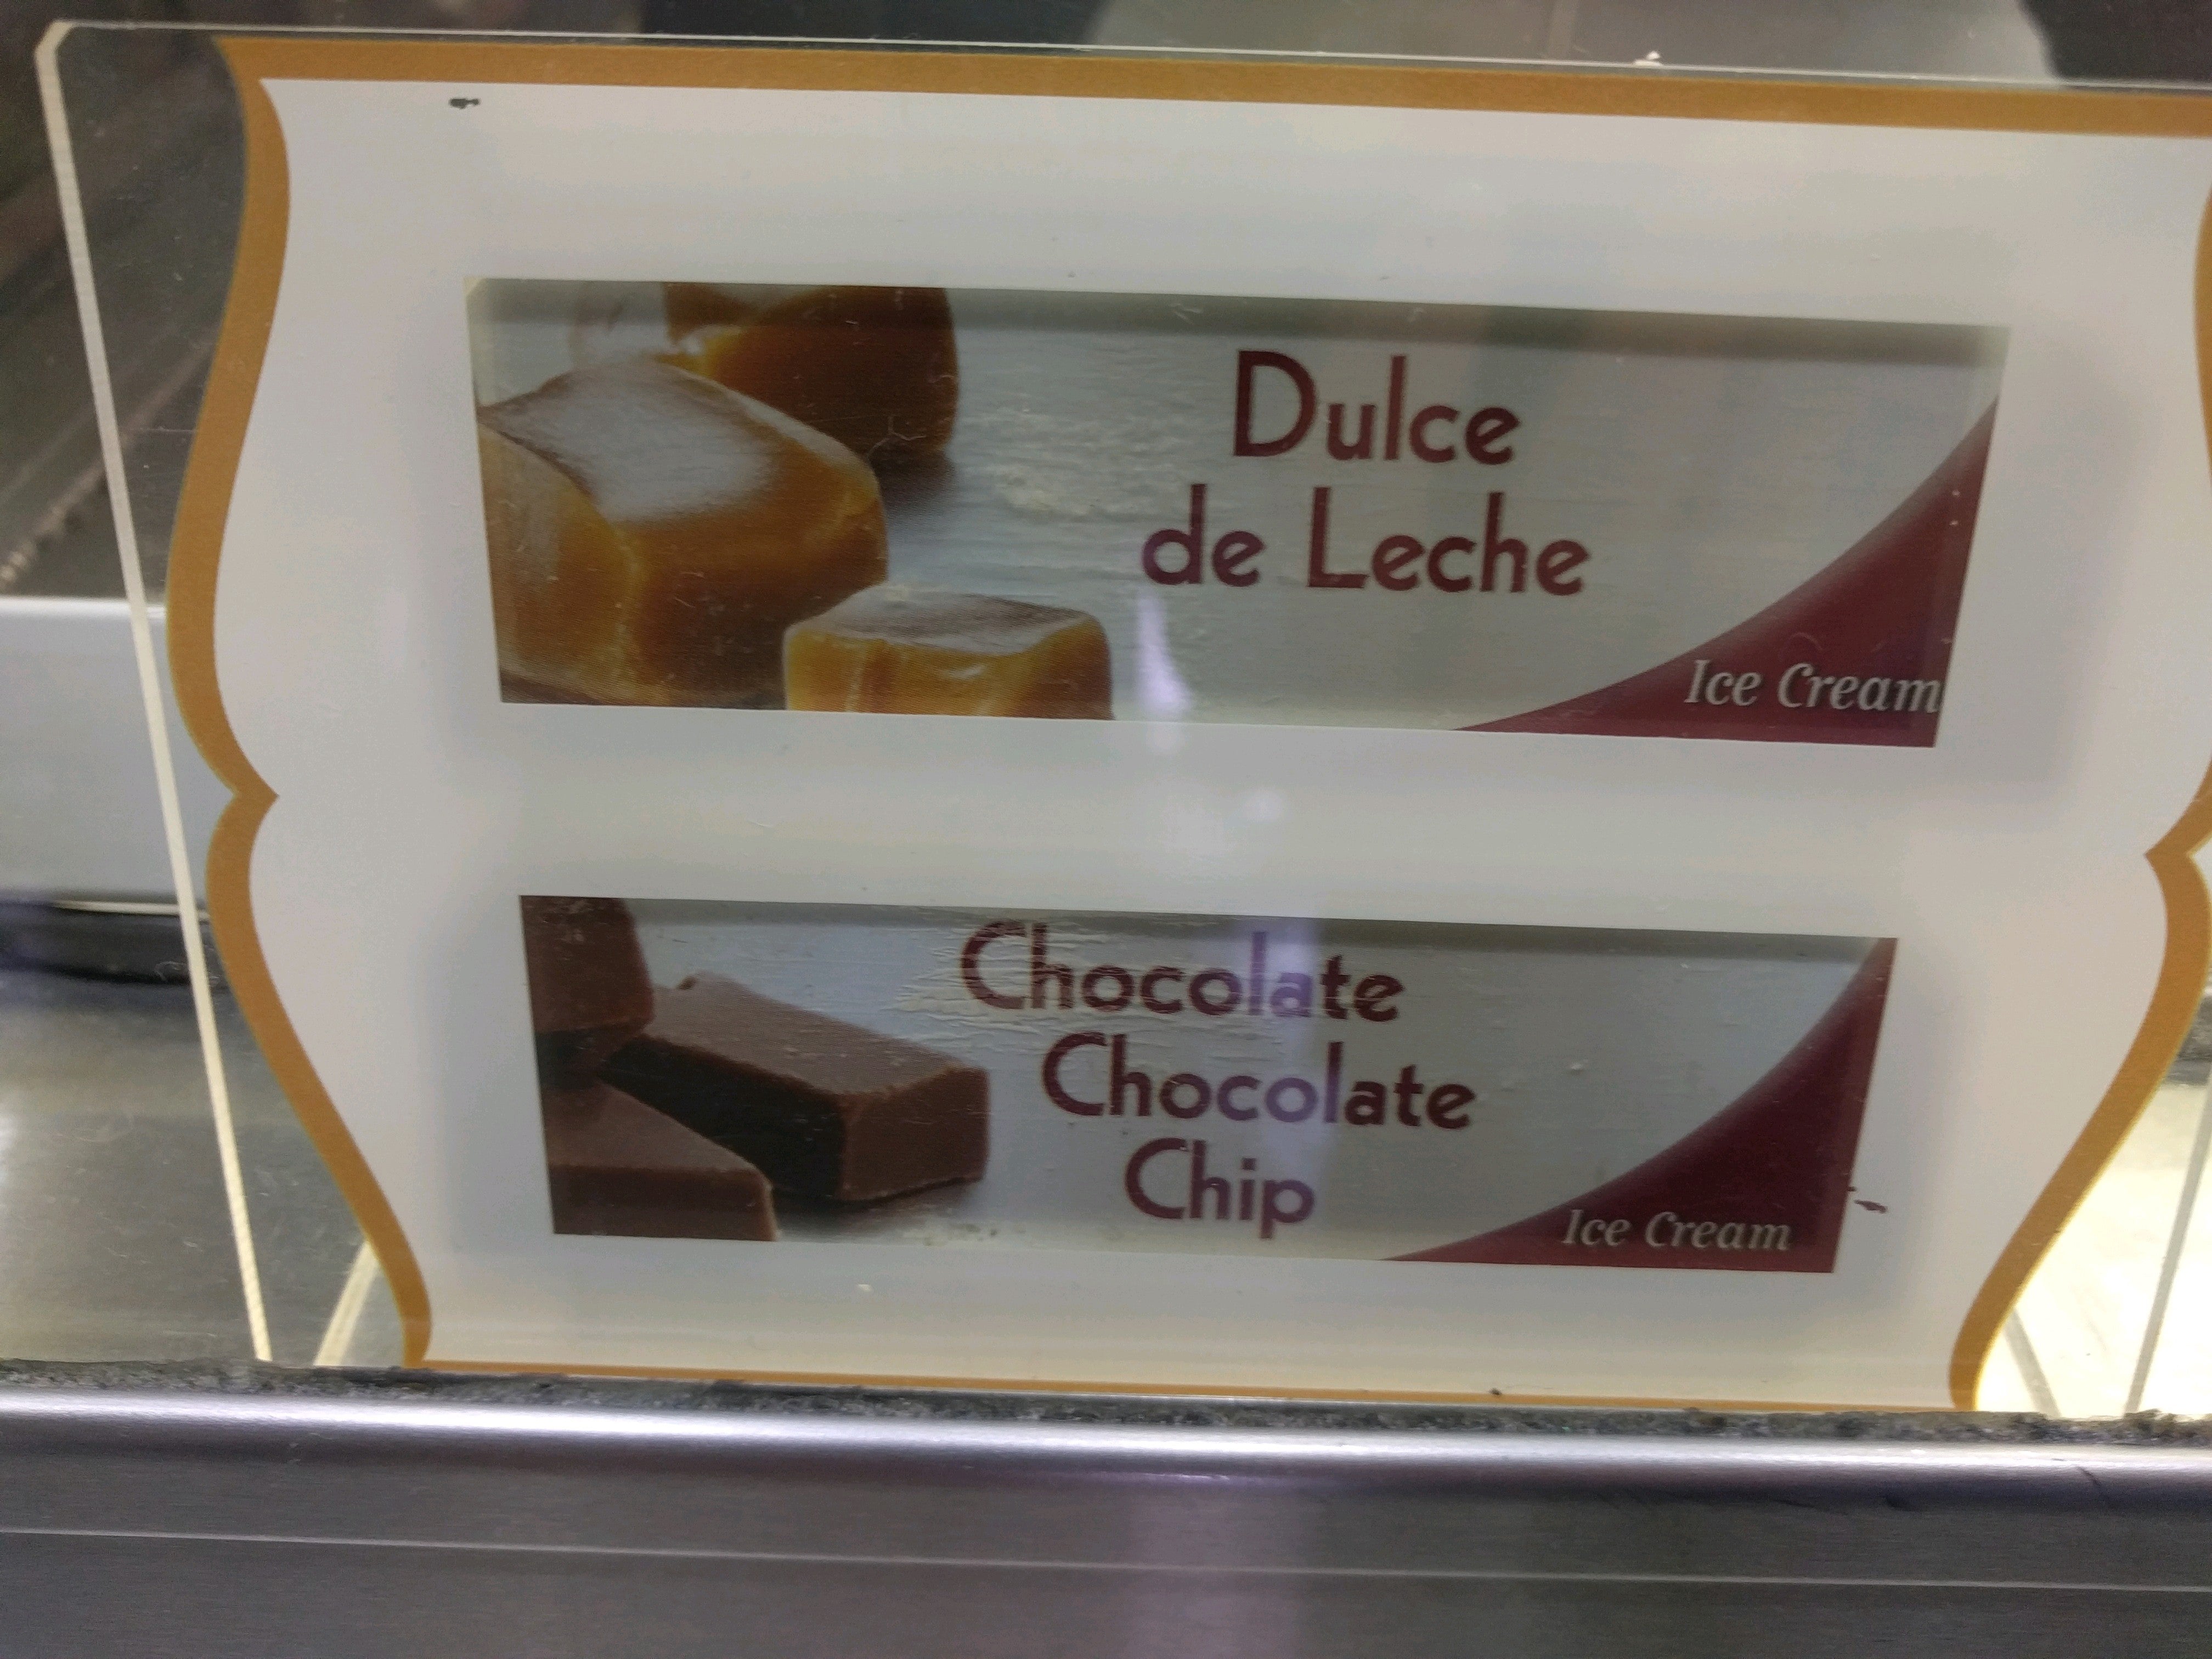 Dulce
de Leche
Ice Cream
Chocolate
Chocolate
Chip
Ice Cream